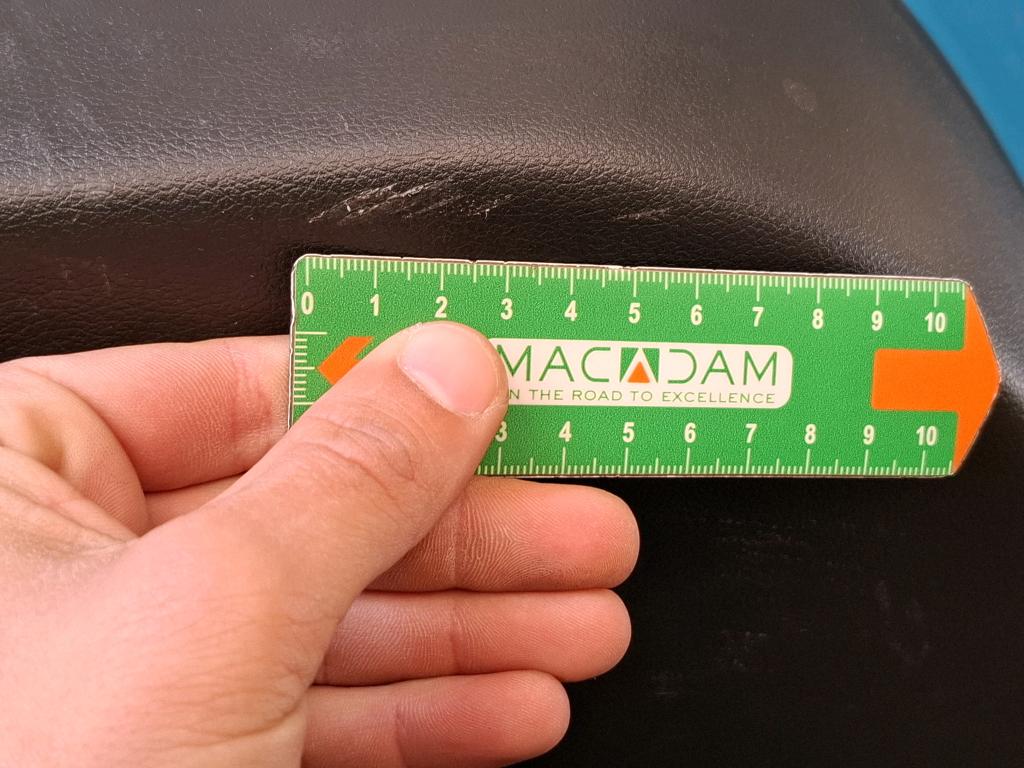 0 1 2 3 4 5 6 7 8 9 10
MACADAM
N THE ROAD TO EXCELLENCE
3 4 5 6 7 8 9 10